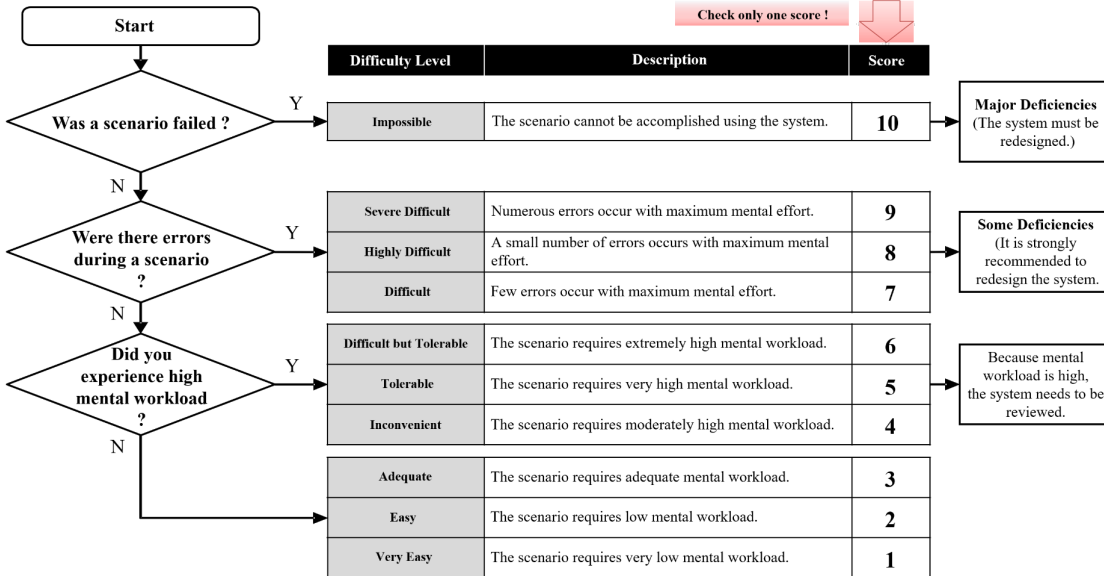 Check only one score !
Start
Difficulty Level Description Score
Was a scenario failed ?
Y
N
Impossible The scenario cannot be accomplished using the system. 10
Major Deficiencies
(The system must be
redesigned.)
Were there errors
during a scenario
?
Y
N
Severe Difficult Numerous errors occur with maximum mental effort. 9
Highly Difficult A small number of errors occurs with maximum mental
effort. 8
Difficult Few errors occur with maximum mental effort. 7
Some Deficiencies
(It is strongly
recommended to
redesign the system.
Did you
experience high
mental workload
?
Y
N
Difficult but Tolerable The scenario requires extremely high mental workload. 6
Tolerable The scenario requires very high mental workload. 5
Inconvenient The scenario requires moderately high mental workload. 4
Because mental
workload is high,
the system needs to be
reviewed.
Adequate The scenario requires adequate mental workload. 3
Easy The scenario requires low mental workload. 2
Very Easy The scenario requires very low mental workload. 1